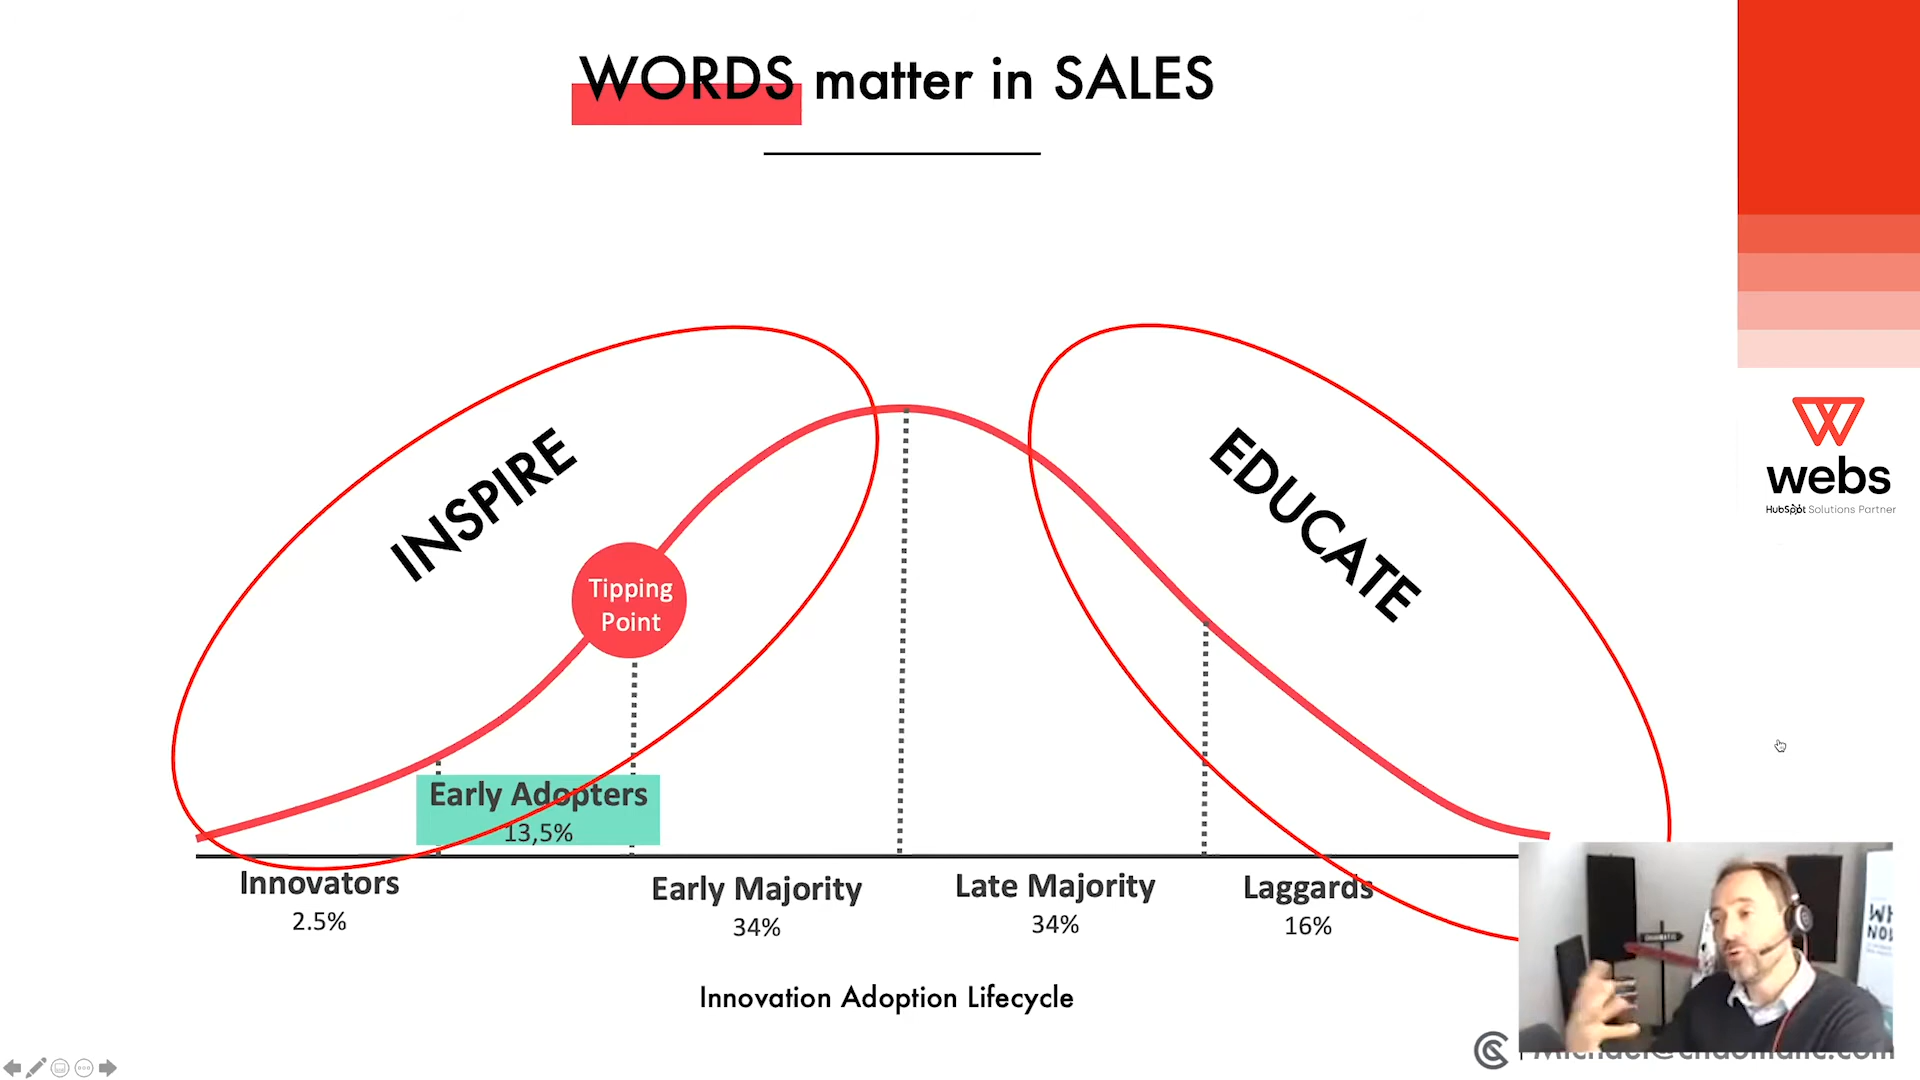 WORDS matter in SALES
INSPIRE
EDUCATE
Tipping
Point
webs
HubSpot Solutions Partner
Early Adopters
13,5%
Innovators
2.5%
Early Majority
34%
Late Majority
34%
Laggards
16%
Innovation Adoption Lifecycle